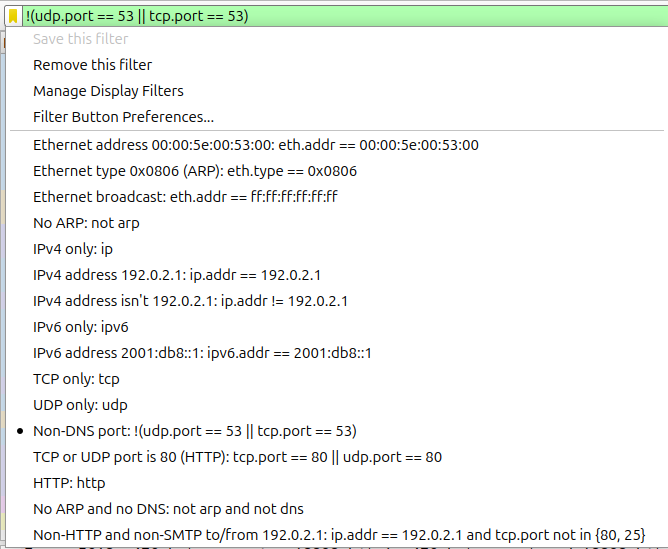 !(udp.port == 53 || tcp.port == 53)
Save this filter
Remove this filter
Manage Display Filters
Filter Button Preferences...
Ethernet address 00:00:5e:00:53:00: eth.addr == 00:00:5e:00:53:00
Ethernet type 0x0806 (ARP): eth.type == 0x0806
Ethernet broadcast: eth.addr == ff:ff:ff:ff:ff:ff
No ARP: not arp
IPv4 only: ip
IPv4 address 192.0.2.1: ip.addr == 192.0.2.1
IPv4 address isn't 192.0.2.1: ip.addr != 192.0.2.1
IPv6 only: ipv6
IPv6 address 2001:db8::1: ipv6.addr == 2001:db8::1
TCP only: tcp
UDP only: udp
Non-DNS port: !(udp.port == 53 || tcp.port == 53)
TCP or UDP port is 80 (HTTP): tcp.port == 80 || udp.port == 80
HTTP: http
No ARP and no DNS: not arp and not dns
Non-HTTP and non-SMTP to/from 192.0.2.1: ip.addr == 192.0.2.1 and tcp.port not in {80, 25}